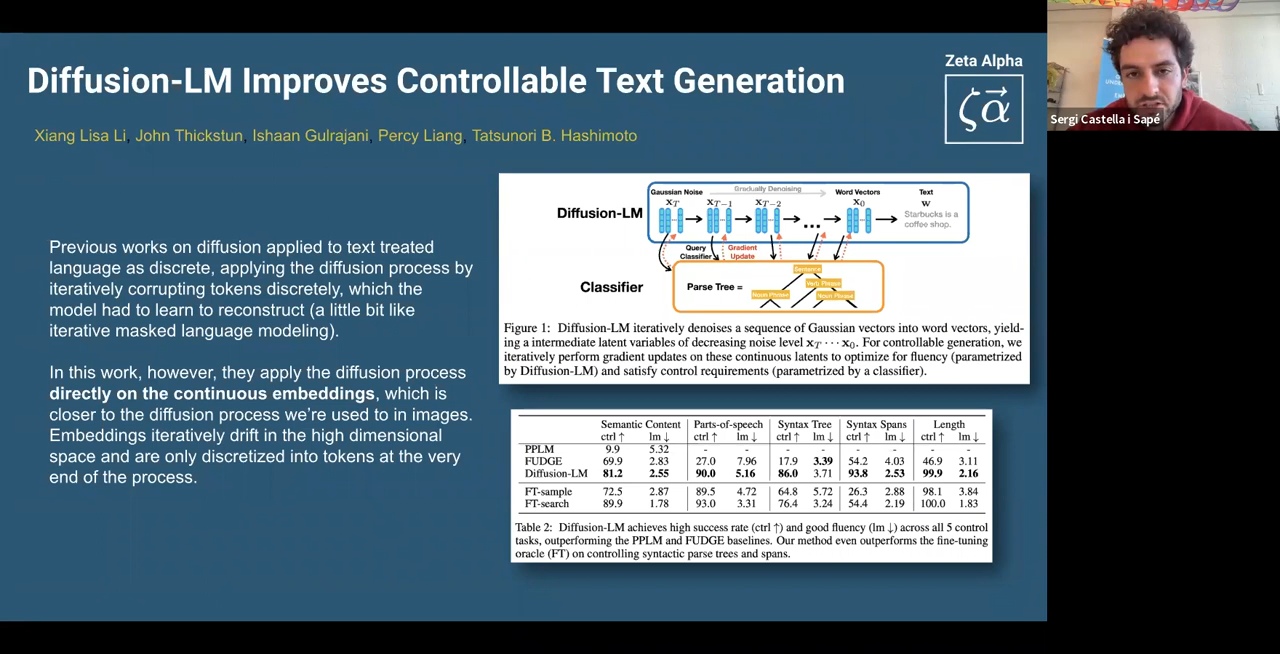 Diffusion-LM Improves Controllable Text Generation
Zeta Alpha
ζα
Xiang Lisa Li, John Thickstun, Ishaan Gulrajani, Percy Liang, Tatsunori B. Hashimoto
Sergi Castella i Sapé
Previous works on diffusion applied to text treated
language as discrete, applying the diffusion process by
iteratively corrupting tokens discretely, which the
model had to learn to reconstruct (a little bit like
iterative masked language modeling).
In this work, however, they apply the diffusion process
directly on the continuous embeddings, which is
closer to the diffusion process we're used to in images.
Embeddings iteratively drift in the high dimensional
space and are only discretized into tokens at the very
end of the process.
Gaussian Noise Gradually Denoising Word Vectors Text
xT xT−1 xT−2 x0 w
Diffusion-LM ... Starbucks is a
coffee shop.
Query Gradient
Classifier Update
Classifier Parse Tree =
Verb Phrase
Noun Phrase Noun Phrase
Figure 1: Diffusion-LM iteratively denoises a sequence of Gaussian vectors into word vectors, yield-
ing a intermediate latent variables of decreasing noise level xT ··· x0. For controllable generation, we
iteratively perform gradient updates on these continuous latents to optimize for fluency (parametrized
by Diffusion-LM) and satisfy control requirements (parametrized by a classifier).
Semantic Content Parts-of-speech Syntax Tree Syntax Spans Length
ctrl ↑ lm ↓ ctrl ↑ lm ↓ ctrl ↑ lm ↓ ctrl ↑ lm ↓ ctrl ↑ lm ↓
PPLM 9.9 5.32 - - - - - - - -
FUDGE 69.9 2.83 27.0 7.96 17.9 3.39 54.2 4.03 46.9 3.11
Diffusion-LM 81.2 2.55 90.0 5.16 86.0 3.71 93.8 2.53 99.9 2.16
FT-sample 72.5 2.87 89.5 4.72 64.8 5.72 26.3 2.88 98.1 3.84
FT-search 89.9 1.78 93.0 3.31 76.4 3.24 54.4 2.19 100.0 1.83
Table 2: Diffusion-LM achieves high success rate (ctrl ↑) and good fluency (lm ↓) across all 5 control
tasks, outperforming the PPLM and FUDGE baselines. Our method even outperforms the fine-tuning
oracle (FT) on controlling syntactic parse trees and spans.